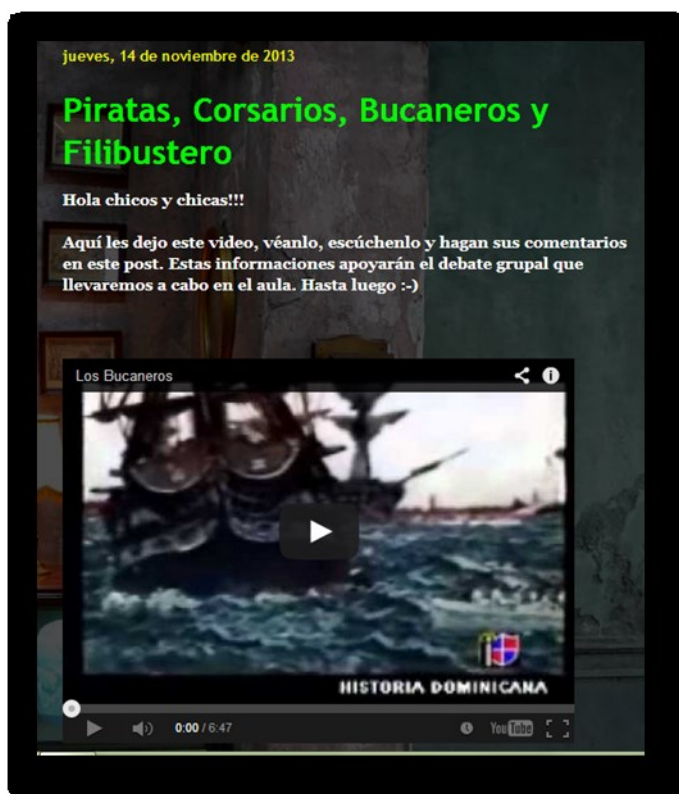 jueves, 14 de noviembre de 2013
Piratas, Corsarios, Bucaneros y
Filibustero
Hola chicos y chicas!!!
Aquí les dejo este video, véanlo, escúchenlo y hagan sus comentarios
en este post. Estas informaciones apoyarán el debate grupal que
llevaremos a cabo en el aula. Hasta luego :-)
Los Bucaneros
HISTORIA DOMINICANA
0:00 / 6:47
YouTube